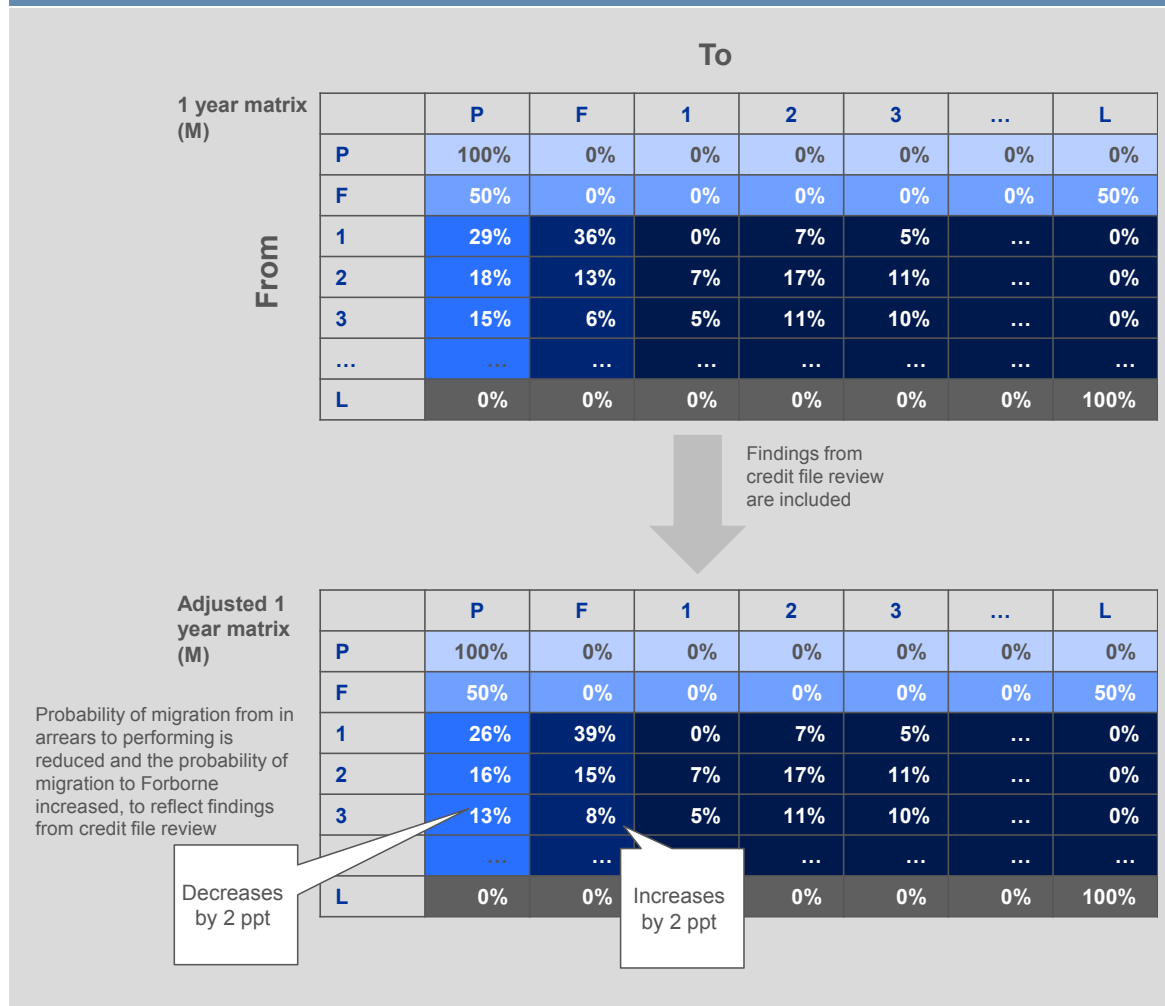 To
1 year matrix
(M)
P F 1 2 3 … L
P 100% 0% 0% 0% 0% 0% 0%
F 50% 0% 0% 0% 0% 0% 50%
1 29% 36% 0% 7% 5% … 0%
2 18% 13% 7% 17% 11% … 0%
3 15% 6% 5% 11% 10% … 0%
… … … … … … … …
L 0% 0% 0% 0% 0% 0% 100%
From
Findings from
credit file review
are included
Adjusted 1
year matrix
(M)
P F 1 2 3 … L
P 100% 0% 0% 0% 0% 0% 0%
F 50% 0% 0% 0% 0% 0% 50%
1 26% 39% 0% 7% 5% … 0%
2 16% 15% 7% 17% 11% … 0%
3 13% 8% 5% 11% 10% … 0%
… … … … … …
L 0% 0% 0% 0% 0% 100%
Probability of migration from in
arrears to performing is
reduced and the probability of
migration to Forborne
increased, to reflect findings
from credit file review
Decreases
by 2 ppt
Increases
by 2 ppt